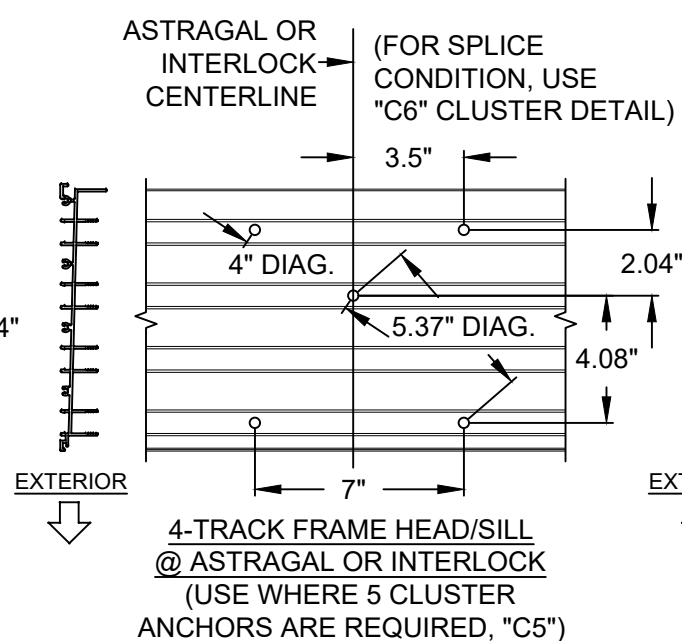 ASTRAGAL OR
INTERLOCK
CENTERLINE
(FOR SPLICE
CONDITION, USE
"C6" CLUSTER DETAIL)
3.5"
2.04"
4" DIAG.
5.37" DIAG.
4.08"
4"
7"
EXTERIOR
EXT
4-TRACK FRAME HEAD/SILL
@ ASTRAGAL OR INTERLOCK
(USE WHERE 5 CLUSTER
ANCHORS ARE REQUIRED, "C5")